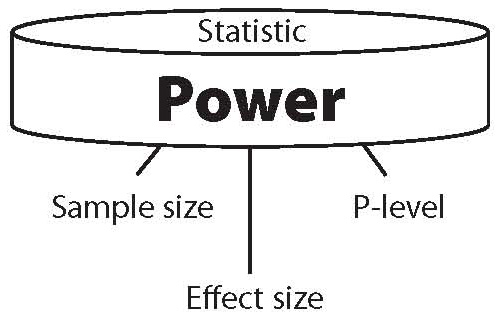 Statistic
Power
Sample size
P-level
Effect size